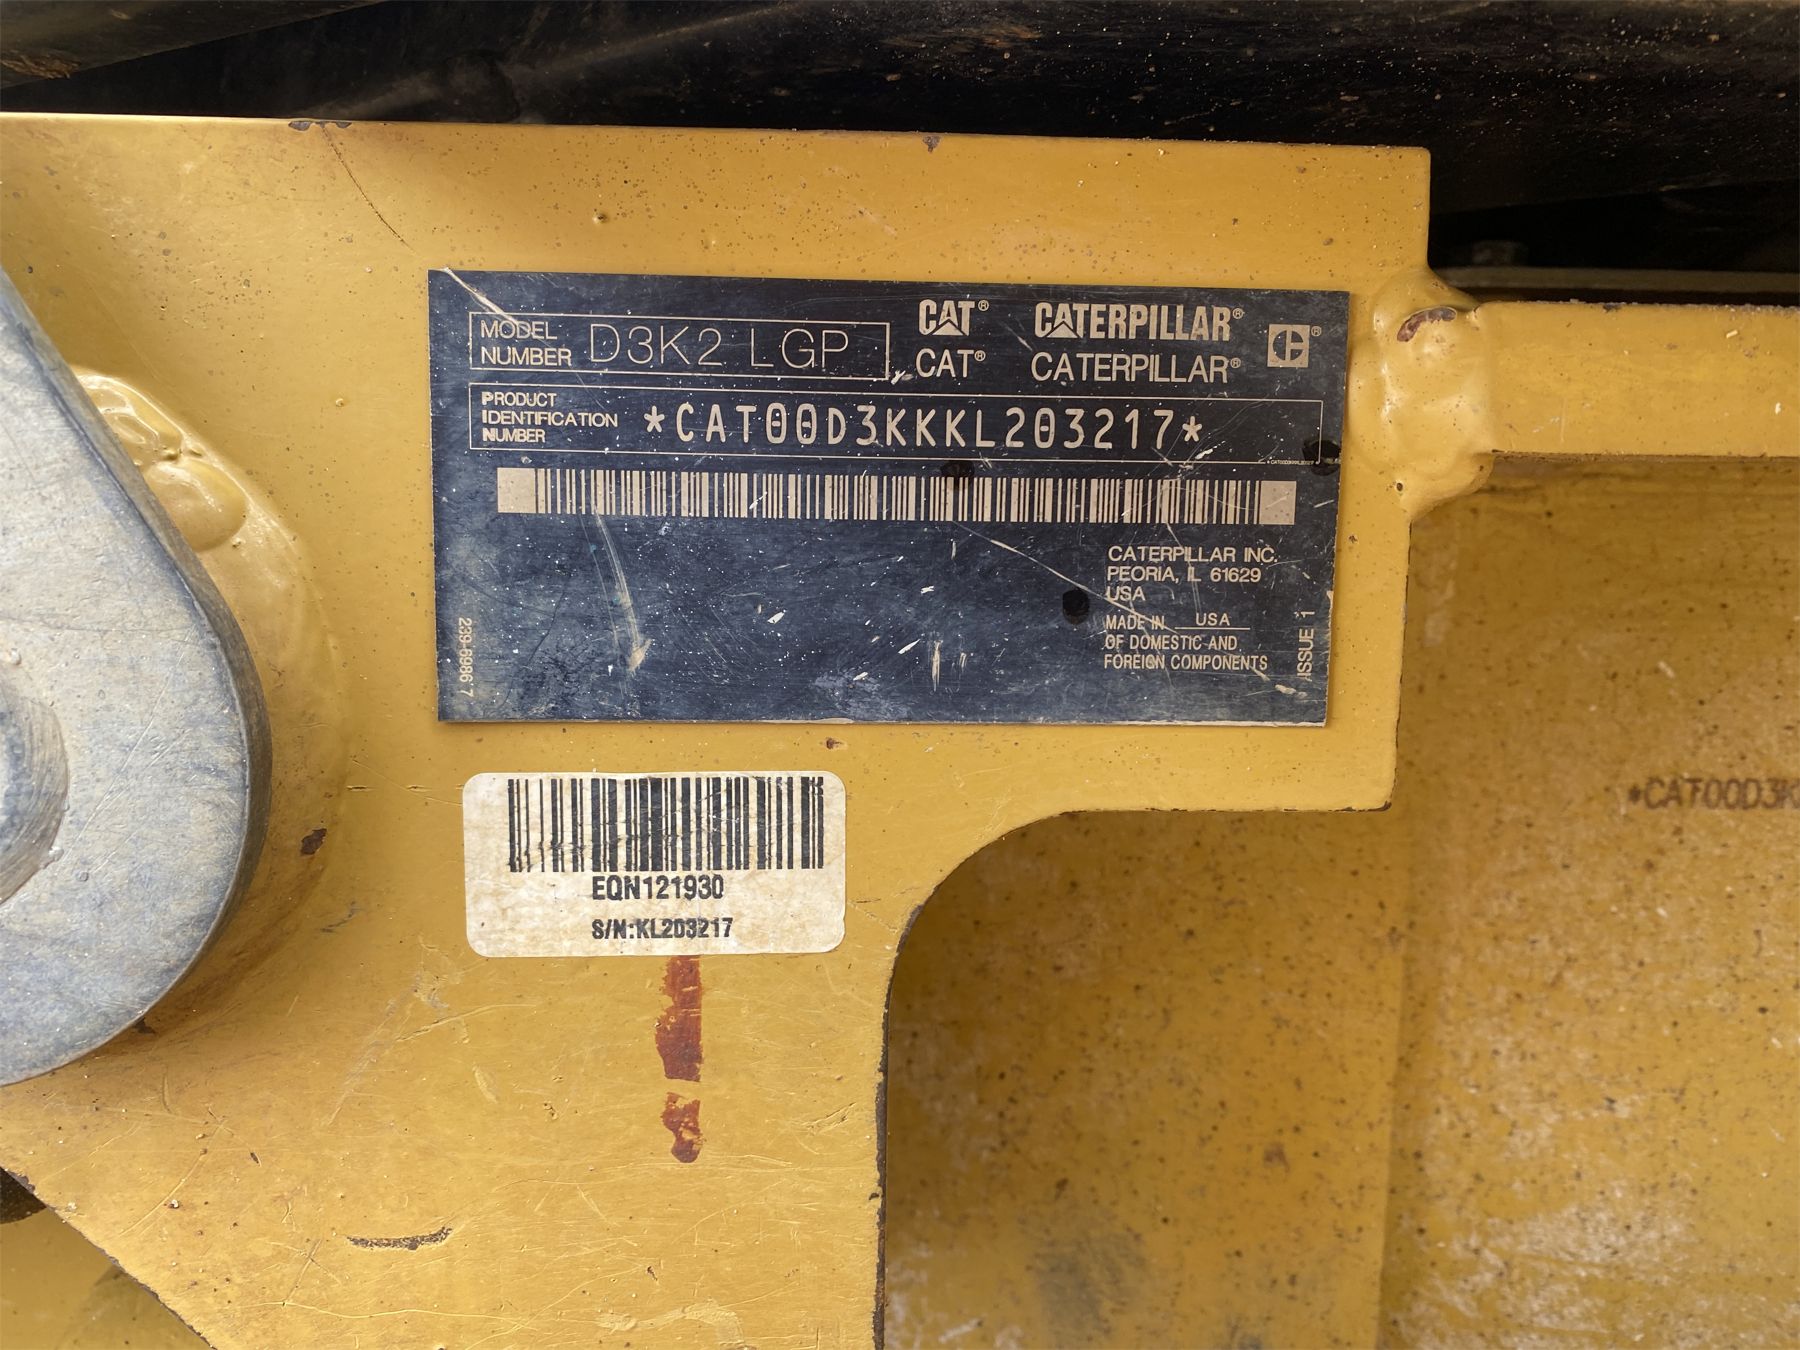 MODEL NUMBER D3K2 LGP
CAT® CATERPILLAR®
CAT® CATERPILLAR®
PRODUCT IDENTIFICATION NUMBER *CAT00D3KKKL203217*
CATERPILLAR INC.
PEORIA, IL 61629
USA
MADE IN USA
OF DOMESTIC AND
FOREIGN COMPONENTS
ISSUE 1
239-6986 7
EQN121930
S/N:KL203217
*CAT00D3K